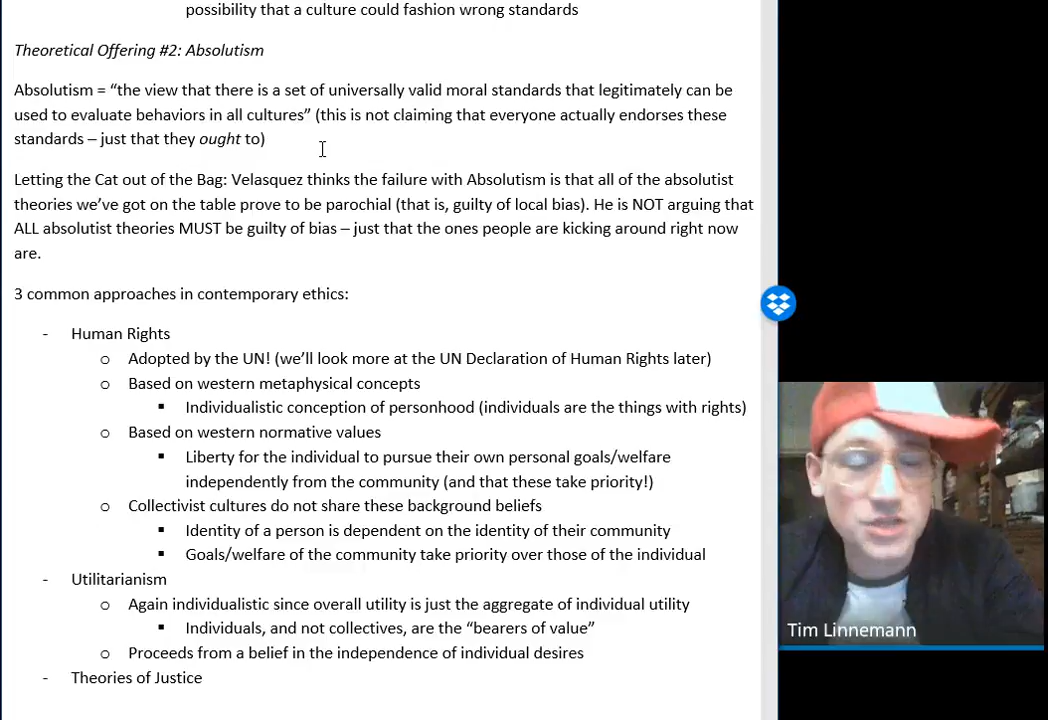 possibility that a culture could fashion wrong standards
Theoretical Offering #2: Absolutism
Absolutism = “the view that there is a set of universally valid moral standards that legitimately can be
used to evaluate behaviors in all cultures” (this is not claiming that everyone actually endorses these
standards – just that they ought to)
Letting the Cat out of the Bag: Velasquez thinks the failure with Absolutism is that all of the absolutist
theories we’ve got on the table prove to be parochial (that is, guilty of local bias). He is NOT arguing that
ALL absolutist theories MUST be guilty of bias – just that the ones people are kicking around right now
are.
3 common approaches in contemporary ethics:
- Human Rights
o Adopted by the UN! (we’ll look more at the UN Declaration of Human Rights later)
o Based on western metaphysical concepts
▪ Individualistic conception of personhood (individuals are the things with rights)
o Based on western normative values
▪ Liberty for the individual to pursue their own personal goals/welfare
independently from the community (and that these take priority!)
o Collectivist cultures do not share these background beliefs
▪ Identity of a person is dependent on the identity of their community
▪ Goals/welfare of the community take priority over those of the individual
- Utilitarianism
o Again individualistic since overall utility is just the aggregate of individual utility
▪ Individuals, and not collectives, are the “bearers of value”
o Proceeds from a belief in the independence of individual desires
- Theories of Justice
Tim Linnemann